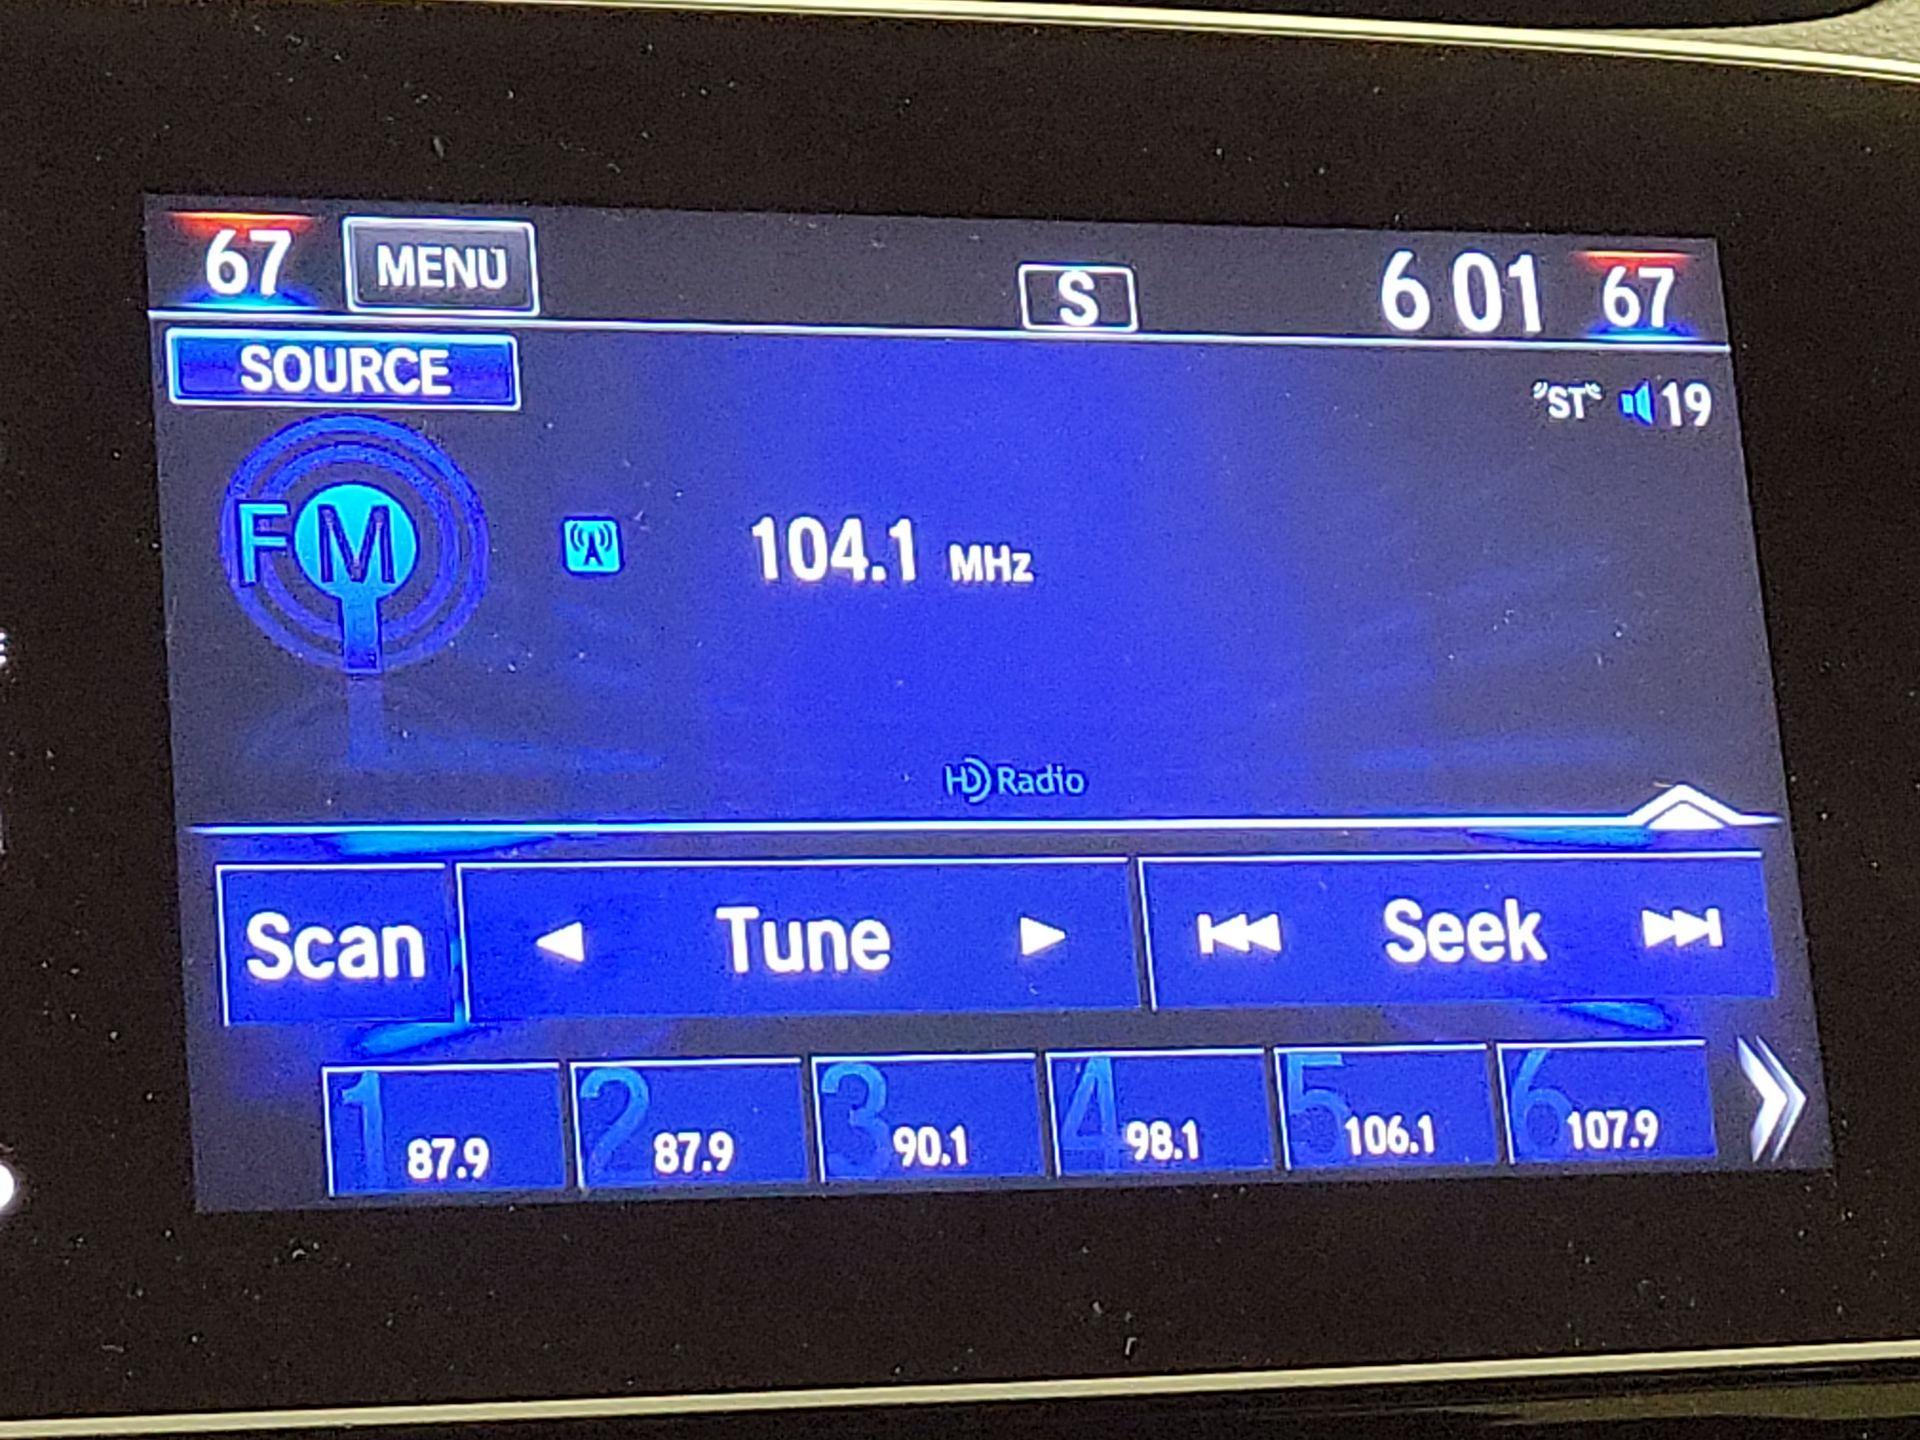 67 MENU S 6 01 67
SOURCE
"ST" 19
FM 104.1 MHz
HD Radio
Scan Tune Seek
1 87.9 2 87.9 3 90.1 4 98.1 5 106.1 6 107.9